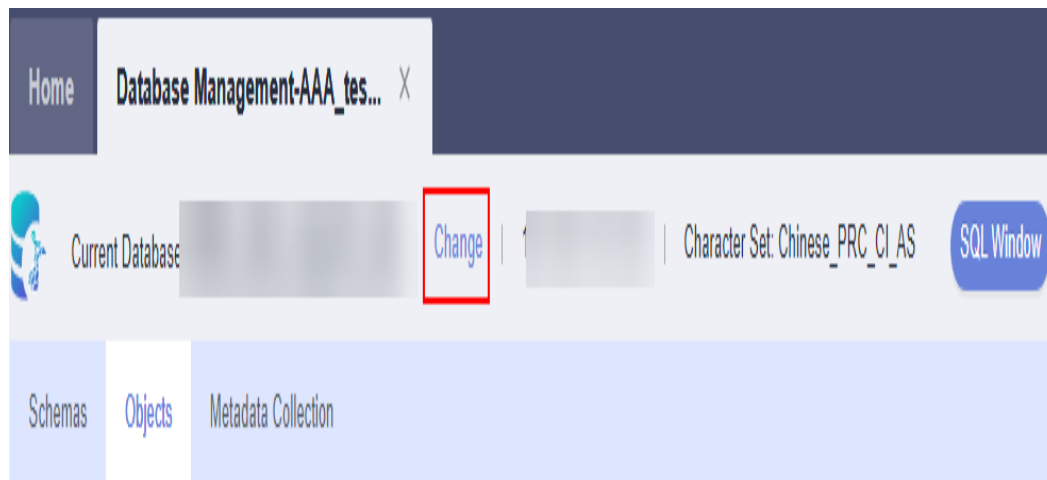 Home Database Management-AAA_tes... X
Current Database Change | | Character Set: Chinese_PRC_CI_AS SQL Window
Schemas Objects Metadata Collection